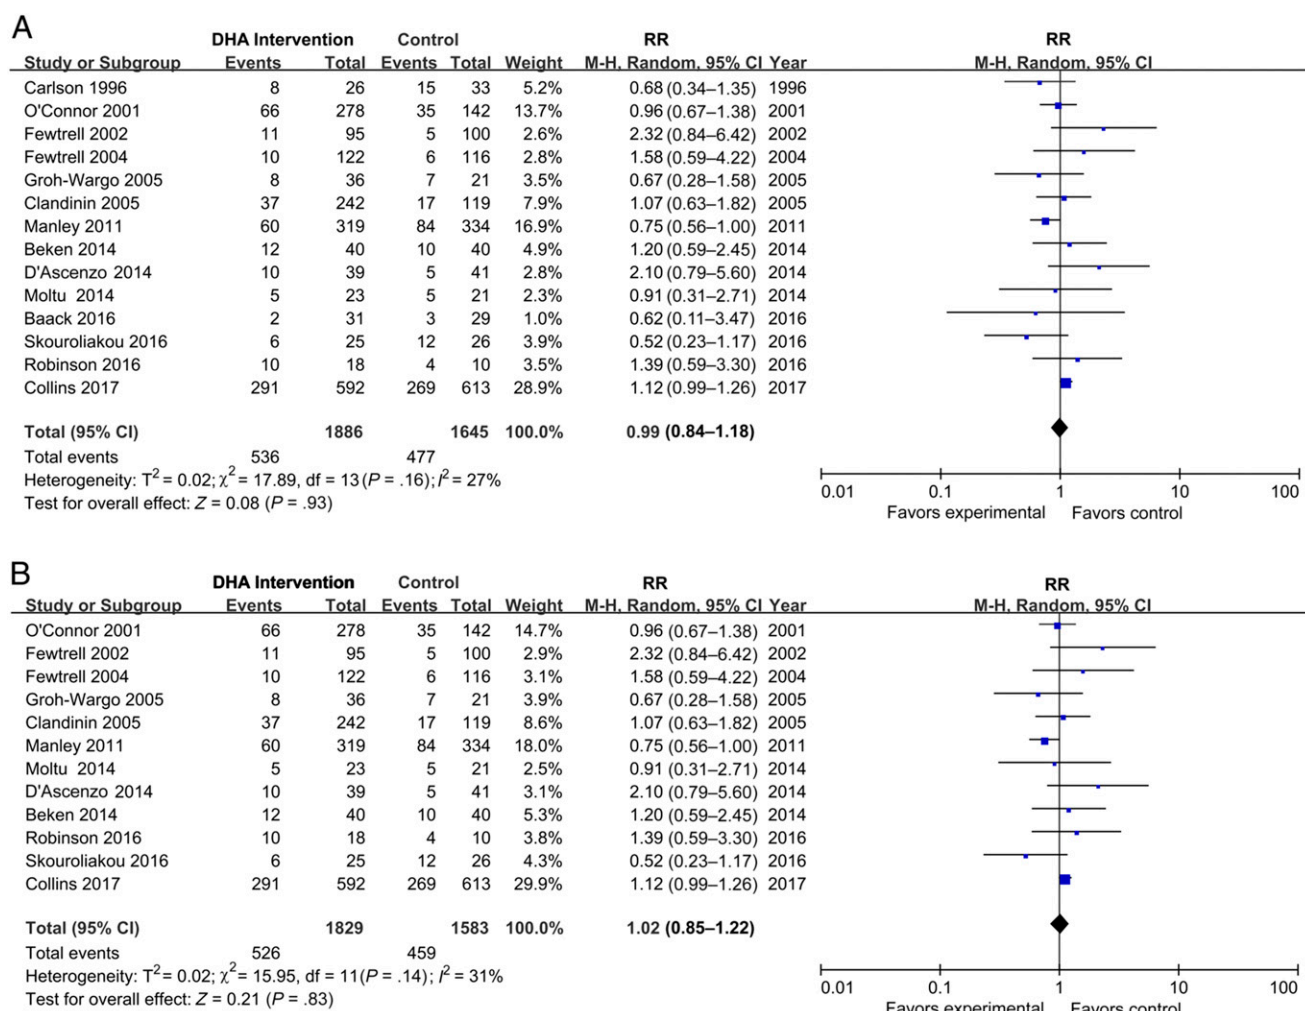 A
DHA Intervention Control RR RR
Study or Subgroup Events Total Events Total Weight M-H, Random, 95% CI Year M-H, Random, 95% CI
Carlson 1996 8 26 15 33 5.2% 0.68 (0.34–1.35) 1996
O'Connor 2001 66 278 35 142 13.7% 0.96 (0.67–1.38) 2001
Fewtrell 2002 11 95 5 100 2.6% 2.32 (0.84–6.42) 2002
Fewtrell 2004 10 122 6 116 2.8% 1.58 (0.59–4.22) 2004
Groh-Wargo 2005 8 36 7 21 3.5% 0.67 (0.28–1.58) 2005
Clandinin 2005 37 242 17 119 7.9% 1.07 (0.63–1.82) 2005
Manley 2011 60 319 84 334 16.9% 0.75 (0.56–1.00) 2011
Beken 2014 12 40 10 40 4.9% 1.20 (0.59–2.45) 2014
D'Ascenzo 2014 10 39 5 41 2.8% 2.10 (0.79–5.60) 2014
Moltu 2014 5 23 5 21 2.3% 0.91 (0.31–2.71) 2014
Baack 2016 2 31 3 29 1.0% 0.62 (0.11–3.47) 2016
Skouroliakou 2016 6 25 12 26 3.9% 0.52 (0.23–1.17) 2016
Robinson 2016 10 18 4 10 3.5% 1.39 (0.59–3.30) 2016
Collins 2017 291 592 269 613 28.9% 1.12 (0.99–1.26) 2017
Total (95% CI) 1886 1645 100.0% 0.99 (0.84–1.18)
Total events 536 477
Heterogeneity: T² = 0.02; χ² = 17.89, df = 13 (P = .16); I² = 27%
Test for overall effect: Z = 0.08 (P = .93)
0.01 0.1 1 10 100
Favors experimental Favors control
B
DHA Intervention Control RR RR
Study or Subgroup Events Total Events Total Weight M-H, Random, 95% CI Year M-H, Random, 95% CI
O'Connor 2001 66 278 35 142 14.7% 0.96 (0.67–1.38) 2001
Fewtrell 2002 11 95 5 100 2.9% 2.32 (0.84–6.42) 2002
Fewtrell 2004 10 122 6 116 3.1% 1.58 (0.59–4.22) 2004
Groh-Wargo 2005 8 36 7 21 3.9% 0.67 (0.28–1.58) 2005
Clandinin 2005 37 242 17 119 8.6% 1.07 (0.63–1.82) 2005
Manley 2011 60 319 84 334 18.0% 0.75 (0.56–1.00) 2011
Moltu 2014 5 23 5 21 2.5% 0.91 (0.31–2.71) 2014
D'Ascenzo 2014 10 39 5 41 3.1% 2.10 (0.79–5.60) 2014
Beken 2014 12 40 10 40 5.3% 1.20 (0.59–2.45) 2014
Robinson 2016 10 18 4 10 3.8% 1.39 (0.59–3.30) 2016
Skouroliakou 2016 6 25 12 26 4.3% 0.52 (0.23–1.17) 2016
Collins 2017 291 592 269 613 29.9% 1.12 (0.99–1.26) 2017
Total (95% CI) 1829 1583 100.0% 1.02 (0.85–1.22)
Total events 526 459
Heterogeneity: T² = 0.02; χ² = 15.95, df = 11 (P = .14); I² = 31%
Test for overall effect: Z = 0.21 (P = .83)
0.01 0.1 1 10 100
Favors experimental Favors control